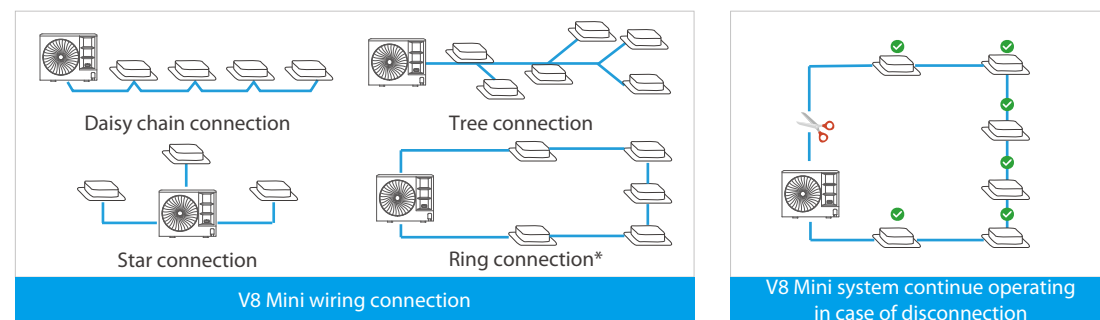 Daisy chain connection
Tree connection
Star connection
Ring connection*
V8 Mini wiring connection
V8 Mini system continue operating
in case of disconnection